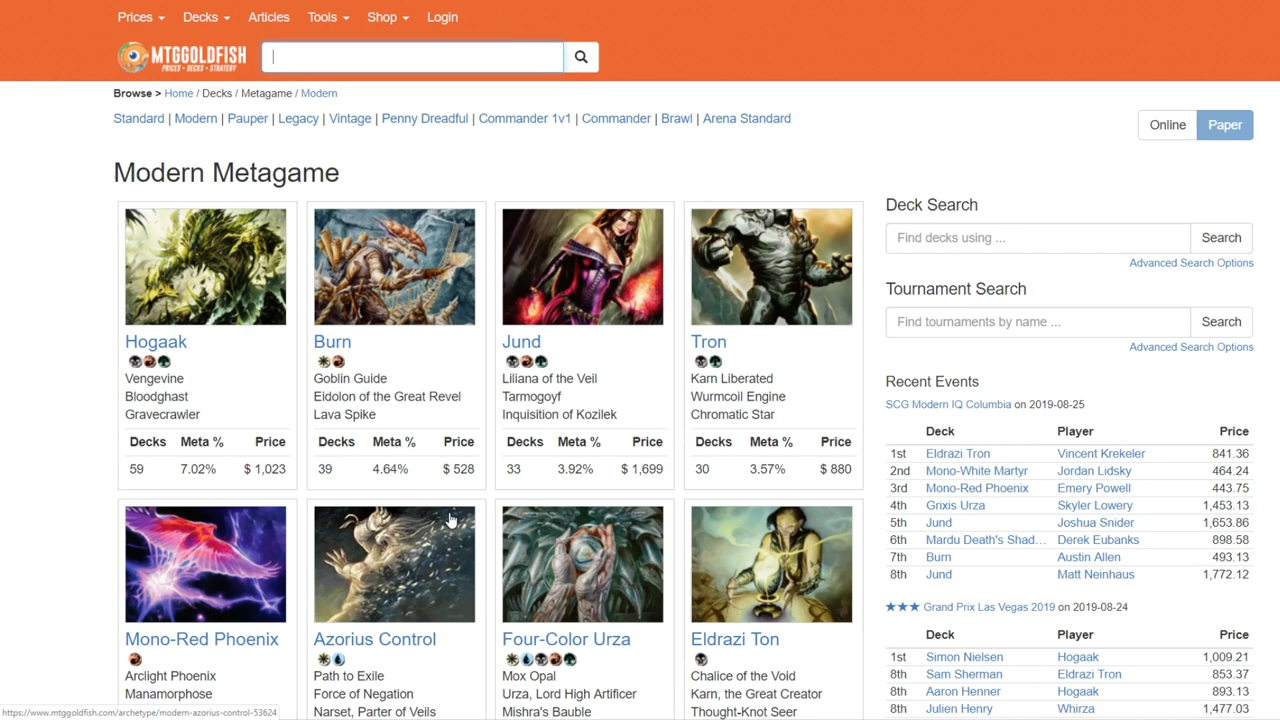 Prices Decks Articles Tools Shop Login
MTGGOLDFISH
PRICES • DECKS • STRATEGY
Browse > Home / Decks / Metagame / Modern
Standard | Modern | Pauper | Legacy | Vintage | Penny Dreadful | Commander 1v1 | Commander | Brawl | Arena Standard
Online Paper
Modern Metagame
Hogaak
Vengevine
Bloodghast
Gravecrawler
Decks Meta % Price
59 7.02% $ 1,023
Burn
Goblin Guide
Eidolon of the Great Revel
Lava Spike
Decks Meta % Price
39 4.64% $ 528
Jund
Liliana of the Veil
Tarmogoyf
Inquisition of Kozilek
Decks Meta % Price
33 3.92% $ 1,699
Tron
Karn Liberated
Wurmcoil Engine
Chromatic Star
Decks Meta % Price
30 3.57% $ 880
Mono-Red Phoenix
Arclight Phoenix
Manamorphose
Azorius Control
Path to Exile
Force of Negation
Narset, Parter of Veils
Four-Color Urza
Mox Opal
Urza, Lord High Artificer
Mishra's Bauble
Eldrazi Ton
Chalice of the Void
Karn, the Great Creator
Thought-Knot Seer
Deck Search
Find decks using ... Search
Advanced Search Options
Tournament Search
Find tournaments by name ... Search
Advanced Search Options
Recent Events
SCG Modern IQ Columbia on 2019-08-25
Deck Player Price
1st Eldrazi Tron Vincent Krekeler 841.36
2nd Mono-White Martyr Jordan Lidsky 464.24
3rd Mono-Red Phoenix Emery Powell 443.75
4th Grixis Urza Skyler Lowery 1,453.13
5th Jund Joshua Snider 1,653.86
6th Mardu Death's Shad... Derek Eubanks 898.58
7th Burn Austin Allen 493.13
8th Jund Matt Neinhaus 1,772.12
★★★ Grand Prix Las Vegas 2019 on 2019-08-24
Deck Player Price
1st Simon Nielsen Hogaak 1,009.21
8th Sam Sherman Eldrazi Tron 853.37
8th Aaron Henner Hogaak 893.13
8th Julien Henry Whirza 1,477.03
https://www.mtggoldfish.com/archetype/modern-azorius-control-53624